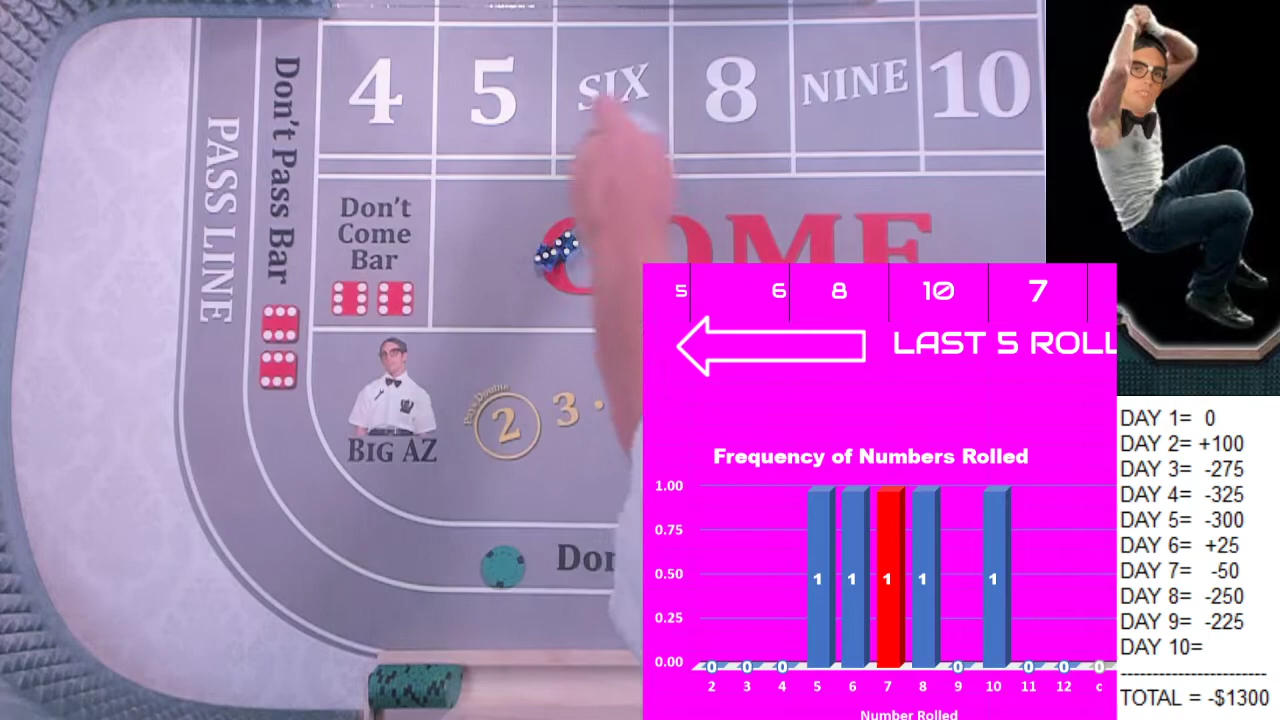 4 5 SIX 8 NINE 10
PASS LINE
Don't Pass Bar
Don't
Come
Bar
COME
BIG AZ
Pays Double
2 3 ·
Don
5 6 8 10 7
LAST 5 ROLL
Frequency of Numbers Rolled
1.00
0.75
0.50
0.25
0.00
0 0 0 1 1 1 1 0 1 0 0 0
2 3 4 5 6 7 8 9 10 11 12 c
Number Rolled
DAY 1= 0
DAY 2= +100
DAY 3= -275
DAY 4= -325
DAY 5= -300
DAY 6= +25
DAY 7= -50
DAY 8= -250
DAY 9= -225
DAY 10=
------------------------
TOTAL = -$1300